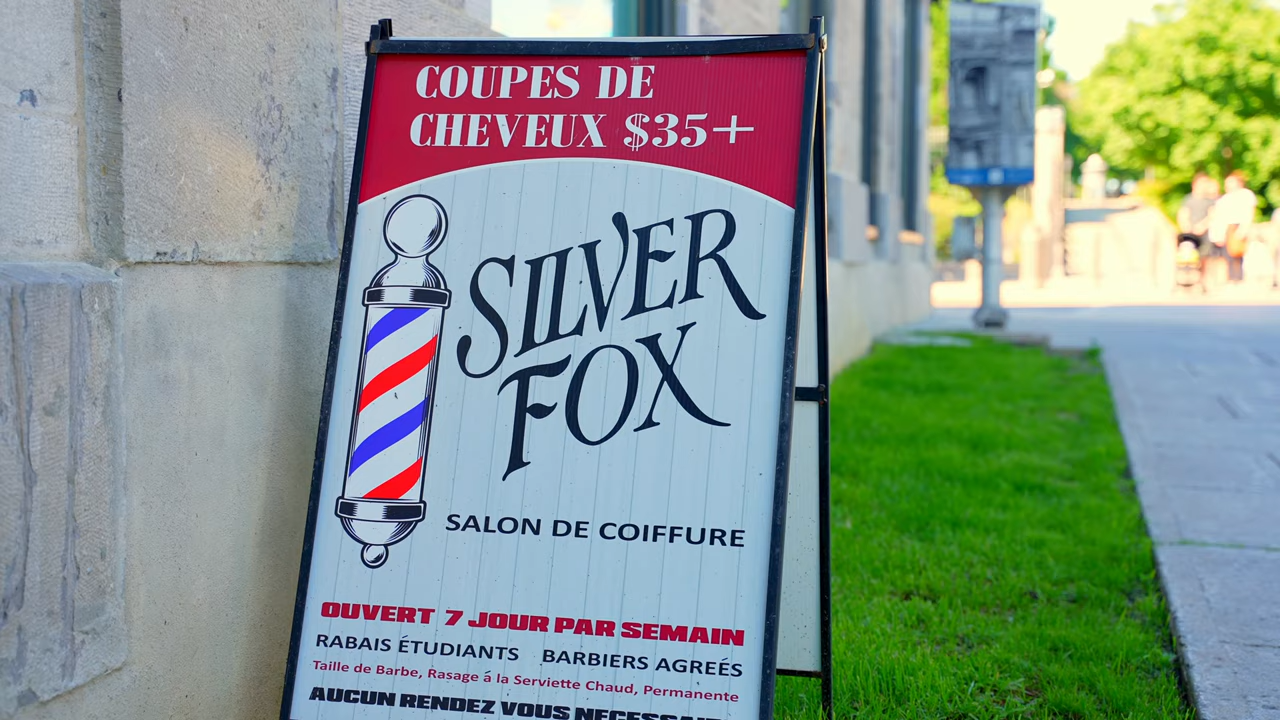 COUPES DE
CHEVEUX $35+
SILVER
FOX
SALON DE COIFFURE
OUVERT 7 JOUR PAR SEMAIN
RABAIS ÉTUDIANTS BARBIERS AGREÉS
Taille de Barbe, Rasage á la Serviette Chaud, Permanente
AUCUN RENDEZ VOUS